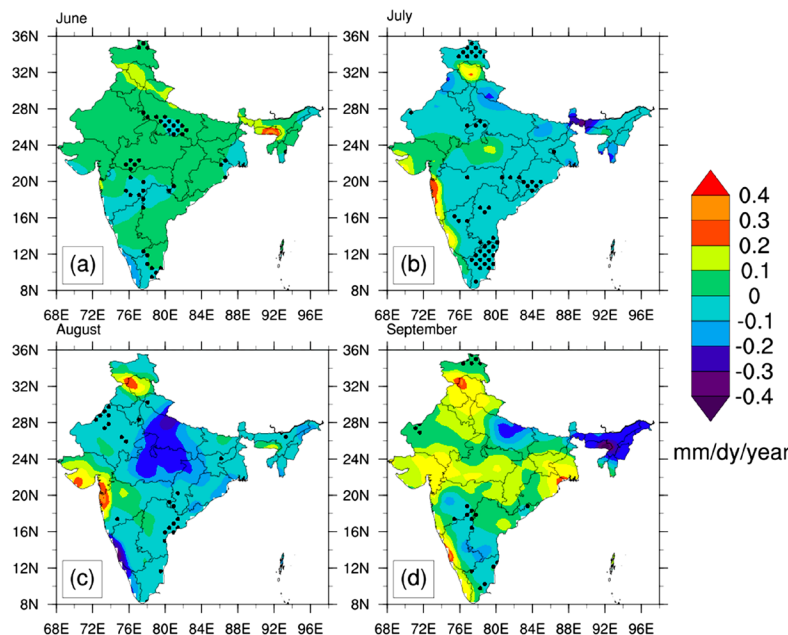 June
July
36N
32N
28N
24N
20N
16N
12N
8N
(a)
68E 72E 76E 80E 84E 88E 92E 96E
36N
32N
28N
24N
20N
16N
12N
8N
(b)
68E 72E 76E 80E 84E 88E 92E 96E
August
September
36N
32N
28N
24N
20N
16N
12N
8N
(c)
68E 72E 76E 80E 84E 88E 92E 96E
36N
32N
28N
24N
20N
16N
12N
8N
(d)
68E 72E 76E 80E 84E 88E 92E 96E
0.4
0.3
0.2
0.1
0
-0.1
-0.2
-0.3
-0.4
mm/dy/year